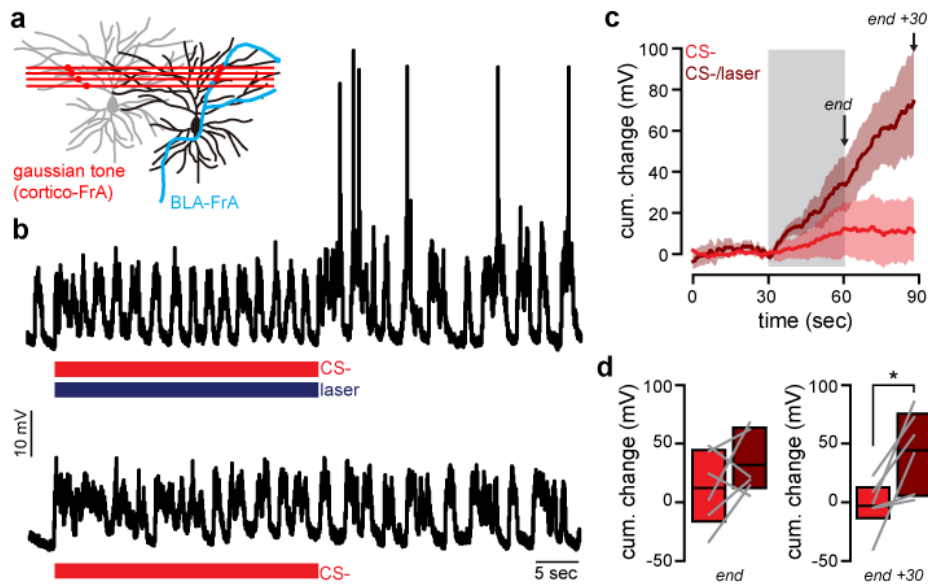 a
gaussian tone
(cortico-FrA)
BLA-FrA
b
CS-
laser
10 mV
CS-
5 sec
c
end +30
CS-
CS-/laser
end
100
80
60
40
20
0
cum. change (mV)
0
30
60
90
time (sec)
d
100
50
0
-50
cum. change (mV)
end
*
100
50
0
-50
cum. change (mV)
end +30